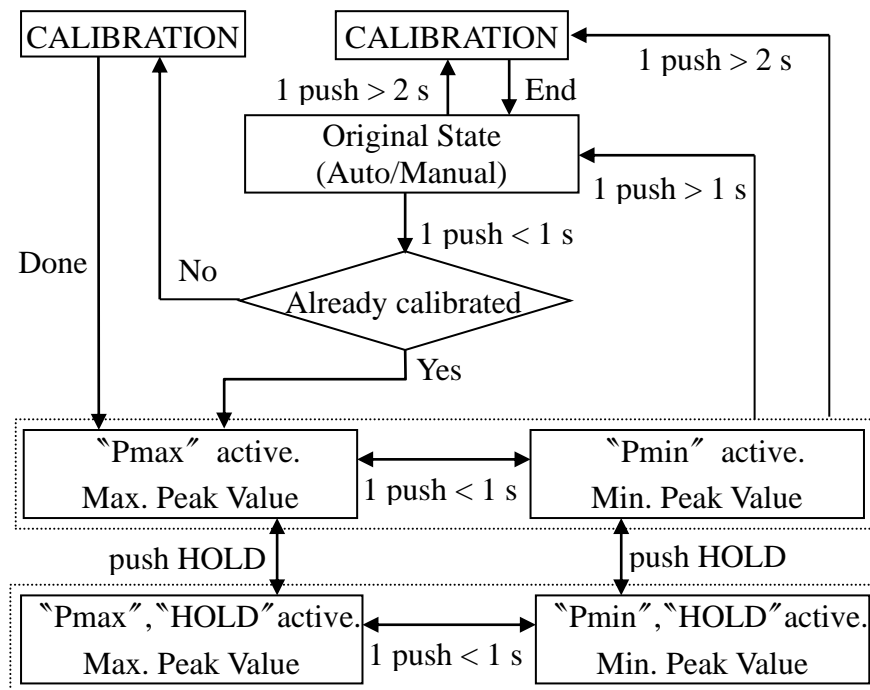 CALIBRATION
CALIBRATION
1 push > 2 s
1 push > 2 s
End
Original State
(Auto/Manual)
1 push > 1 s
1 push < 1 s
Done
No
Already calibrated
Yes
〝Pmax〞 active.
Max. Peak Value
1 push < 1 s
〝Pmin〞 active.
Min. Peak Value
push HOLD
push HOLD
〝Pmax〞,〝HOLD〞active.
Max. Peak Value
1 push < 1 s
〝Pmin〞,〝HOLD〞active.
Min. Peak Value